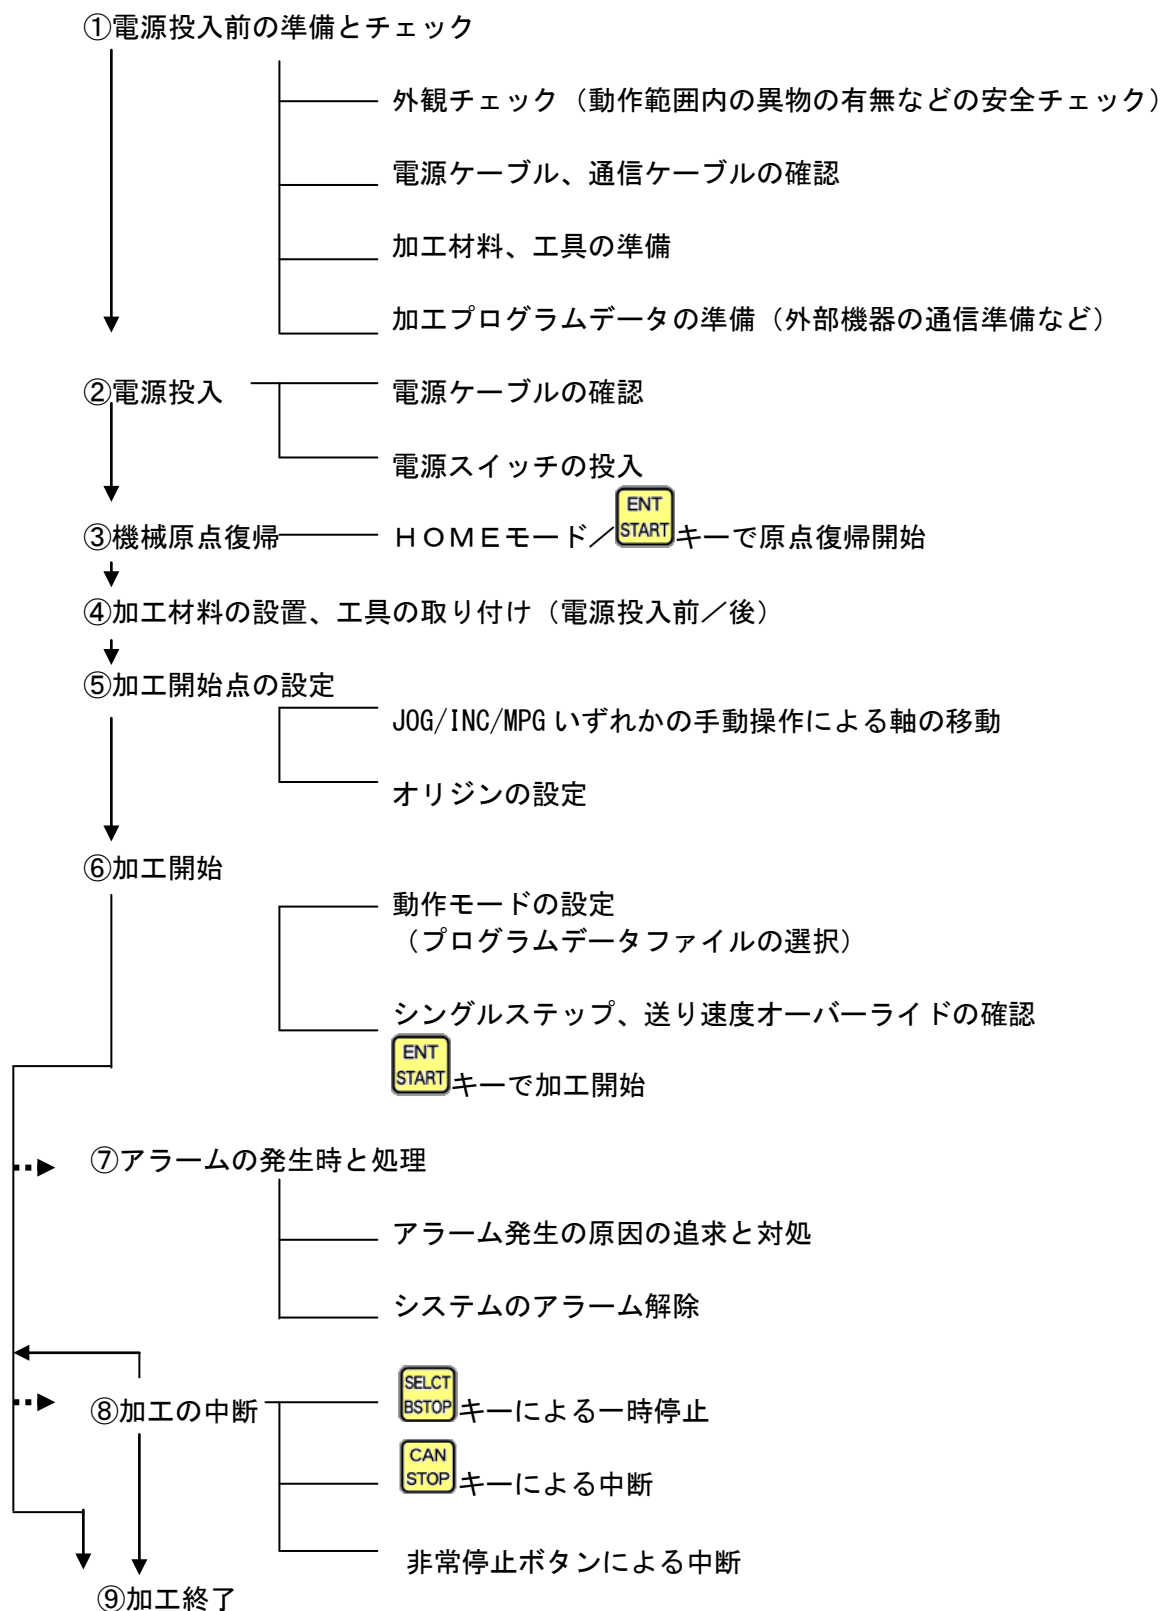 ①電源投入前の準備とチェック
外観チェック（動作範囲内の異物の有無などの安全チェック）
電源ケーブル、通信ケーブルの確認
加工材料、工具の準備
加工プログラムデータの準備（外部機器の通信準備など）
②電源投入 電源ケーブルの確認
電源スイッチの投入
③機械原点復帰 ＨＯＭＥモード／ENT START キーで原点復帰開始
④加工材料の設置、工具の取り付け（電源投入前／後）
⑤加工開始点の設定
JOG/INC/MPG いずれかの手動操作による軸の移動
オリジンの設定
⑥加工開始
動作モードの設定
（プログラムデータファイルの選択）
シングルステップ、送り速度オーバーライドの確認
ENT START キーで加工開始
⑦アラームの発生時と処理
アラーム発生の原因の追求と対処
システムのアラーム解除
⑧加工の中断 SELCT BSTOP キーによる一時停止
CAN STOP キーによる中断
非常停止ボタンによる中断
⑨加工終了